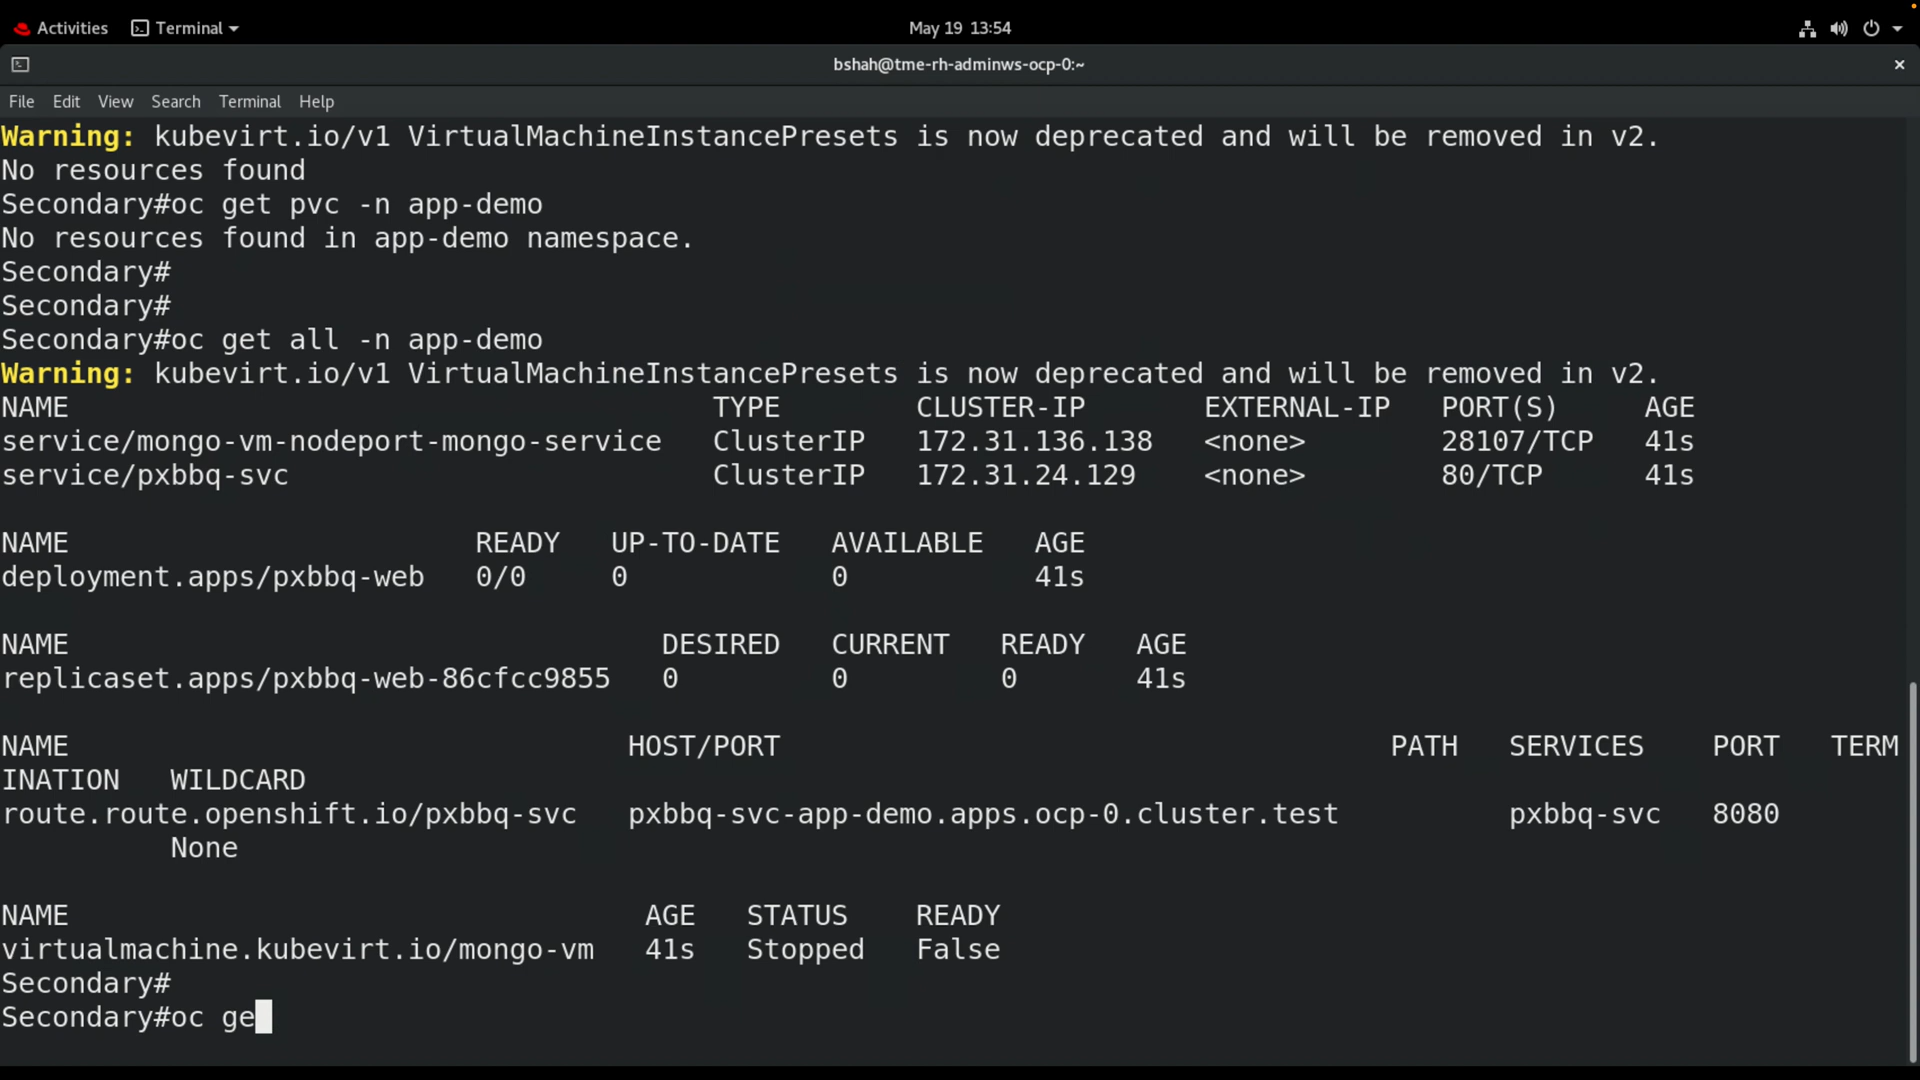 Activities Terminal May 19 13:54
bshah@tme-rh-adminws-ocp-0:~ ×
File Edit View Search Terminal Help
Warning: kubevirt.io/v1 VirtualMachineInstancePresets is now deprecated and will be removed in v2.
No resources found
Secondary#oc get pvc -n app-demo
No resources found in app-demo namespace.
Secondary#
Secondary#
Secondary#oc get all -n app-demo
Warning: kubevirt.io/v1 VirtualMachineInstancePresets is now deprecated and will be removed in v2.
NAME TYPE CLUSTER-IP EXTERNAL-IP PORT(S) AGE
service/mongo-vm-nodeport-mongo-service ClusterIP 172.31.136.138 <none> 28107/TCP 41s
service/pxbbq-svc ClusterIP 172.31.24.129 <none> 80/TCP 41s
NAME READY UP-TO-DATE AVAILABLE AGE
deployment.apps/pxbbq-web 0/0 0 0 41s
NAME DESIRED CURRENT READY AGE
replicaset.apps/pxbbq-web-86cfcc9855 0 0 0 41s
NAME HOST/PORT PATH SERVICES PORT TERM
INATION WILDCARD
route.route.openshift.io/pxbbq-svc pxbbq-svc-app-demo.apps.ocp-0.cluster.test pxbbq-svc 8080
None
NAME AGE STATUS READY
virtualmachine.kubevirt.io/mongo-vm 41s Stopped False
Secondary#
Secondary#oc ge